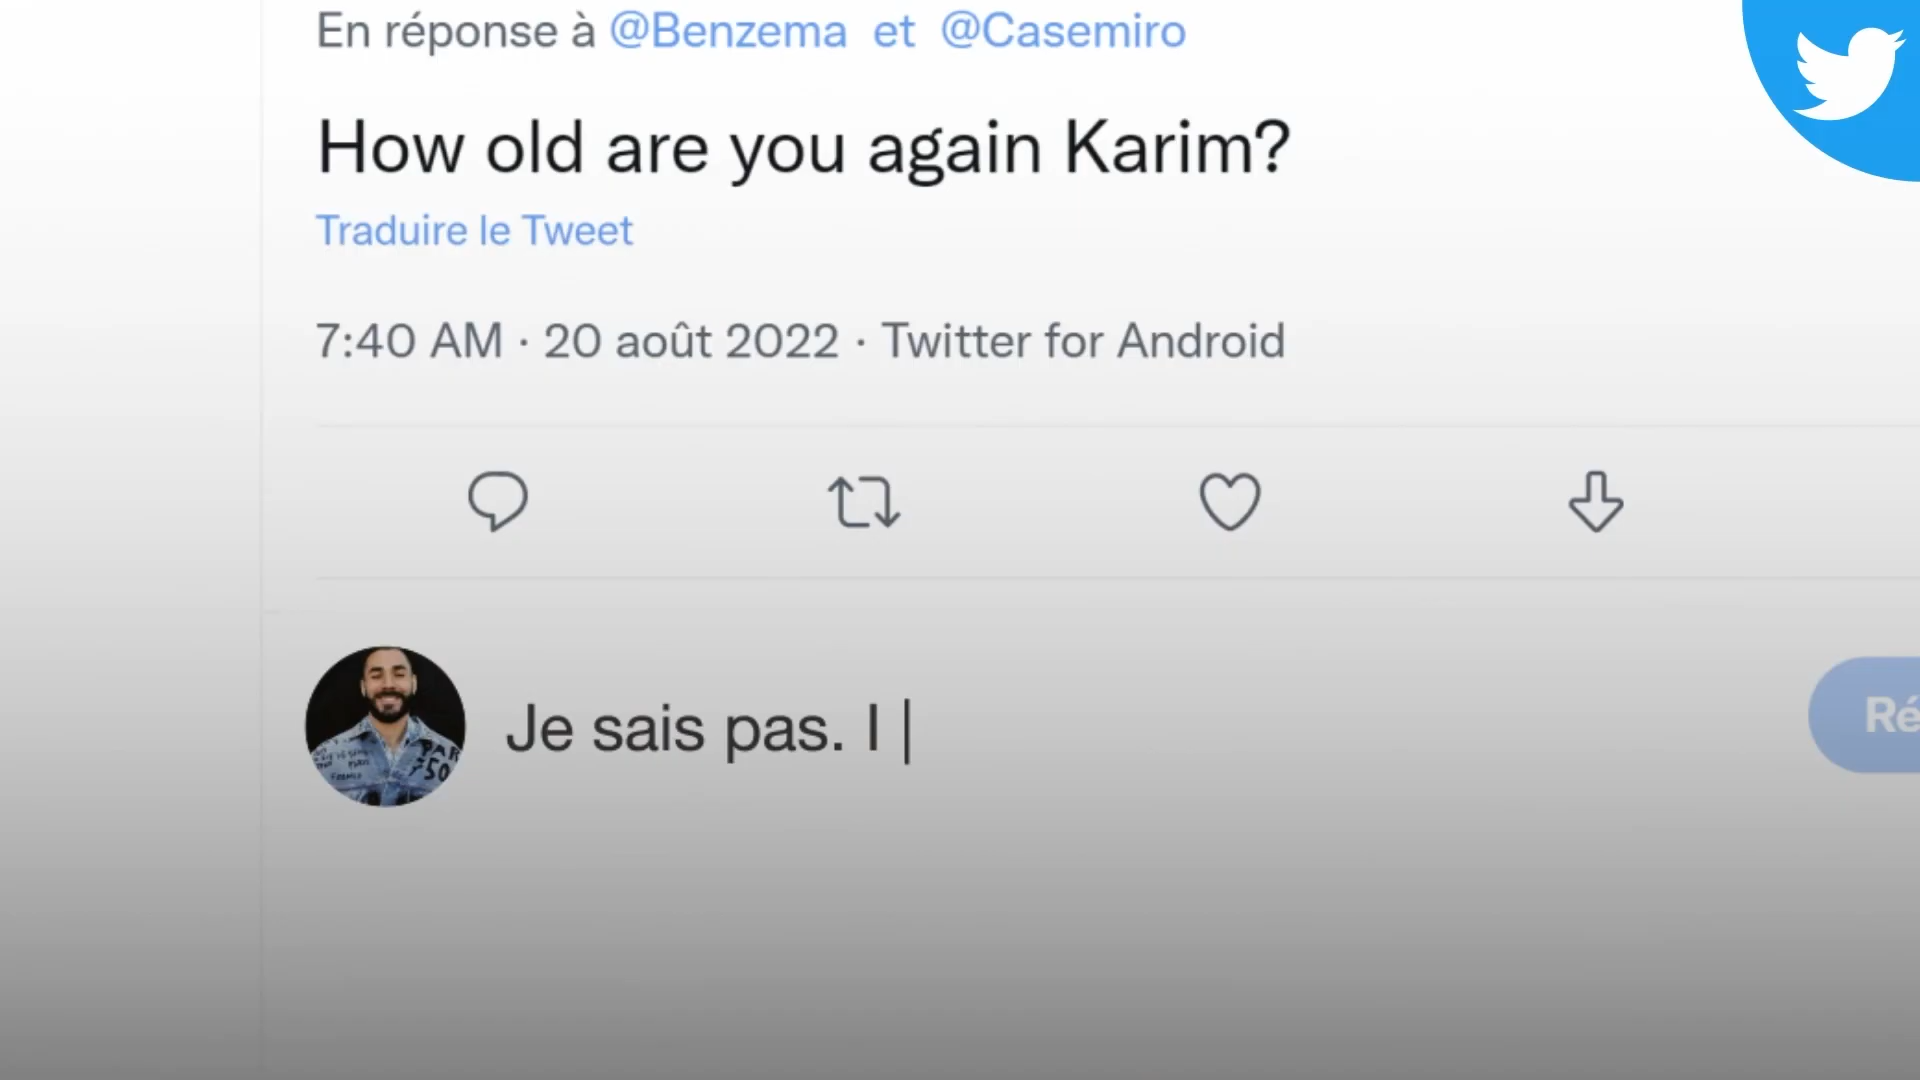 En réponse à @Benzema et @Casemiro
How old are you again Karim?
Traduire le Tweet
7:40 AM · 20 août 2022 · Twitter for Android
Je sais pas. I
Ré